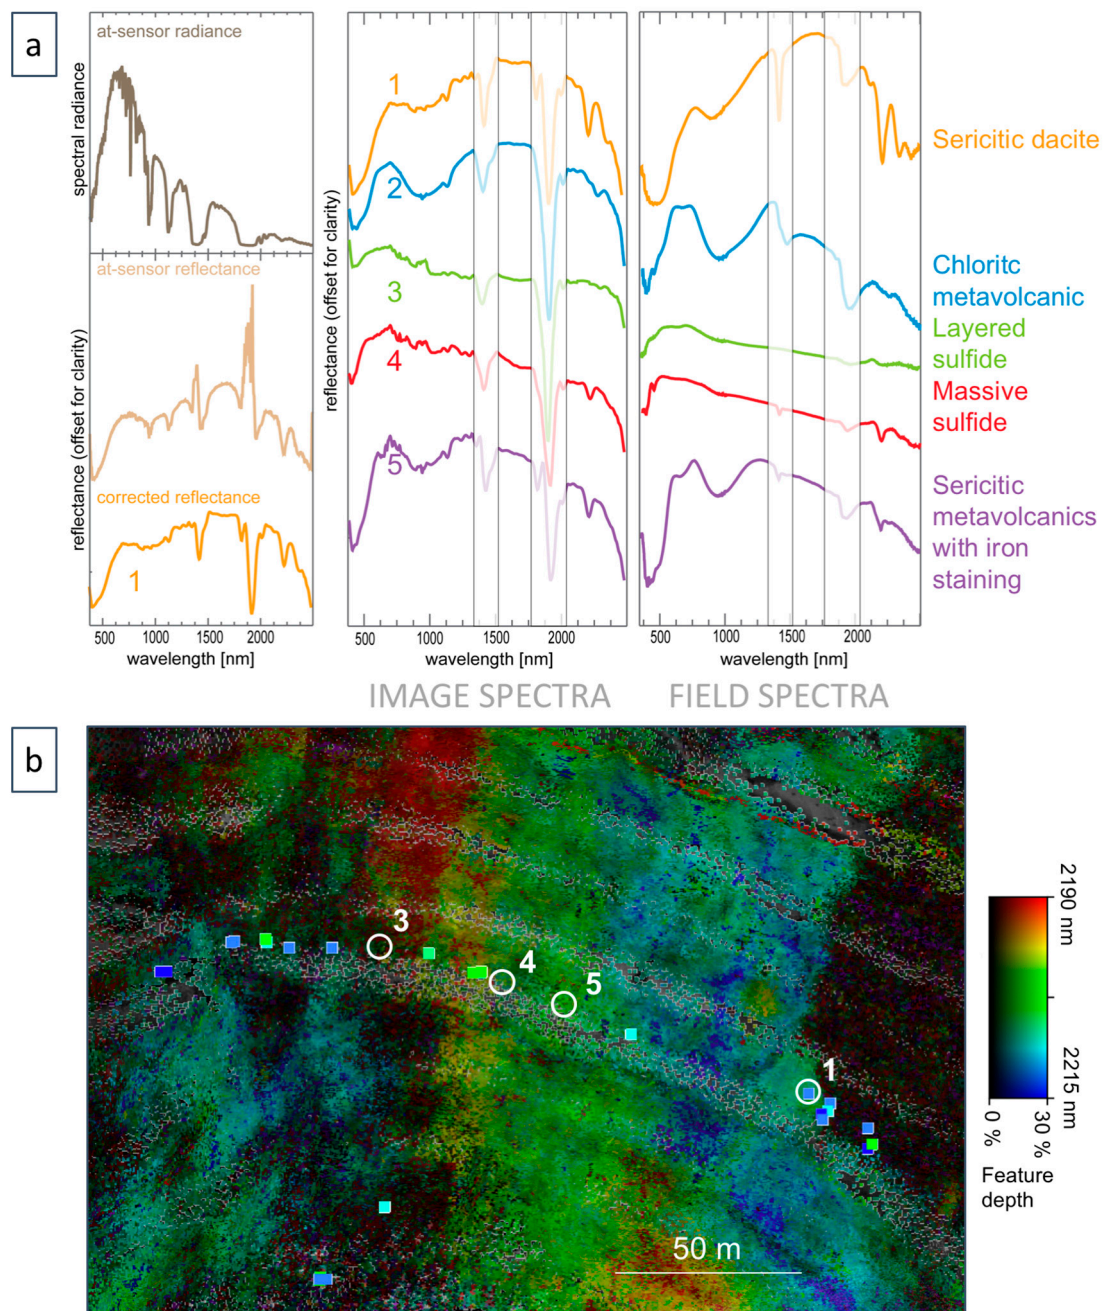 a
at-sensor radiance
spectral radiance
at-sensor reflectance
reflectance (offset for clarity)
corrected reflectance
1
500 1000 1500 2000
wavelength [nm]
reflectance (offset for clarity)
1
2
3
4
5
500 1000 1500 2000
wavelength [nm]
IMAGE SPECTRA
500 1000 1500 2000
wavelength [nm]
FIELD SPECTRA
Sericitic dacite
Chloritc
metavolcanic
Layered
sulfide
Massive
sulfide
Sericitic
metavolcanics
with iron
staining
b
3
4
5
1
50 m
2190 nm
2215 nm
0 %
30 %
Feature
depth